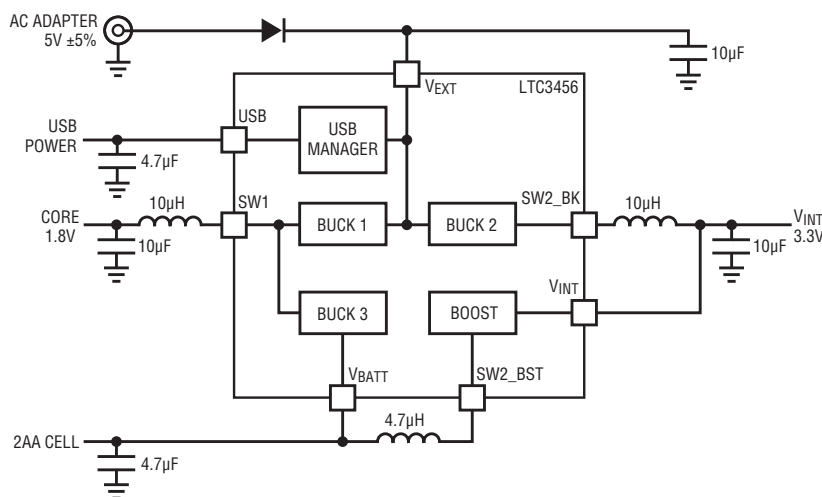 AC ADAPTER
5V ±5%
10µF
VEXT
LTC3456
USB
USB
POWER
USB
MANAGER
4.7µF
10µH
SW1
SW2_BK
10µH
CORE
1.8V
BUCK 1
BUCK 2
VINT
3.3V
10µF
10µF
VINT
BUCK 3
BOOST
VBATT
SW2_BST
4.7µH
2AA CELL
4.7µF